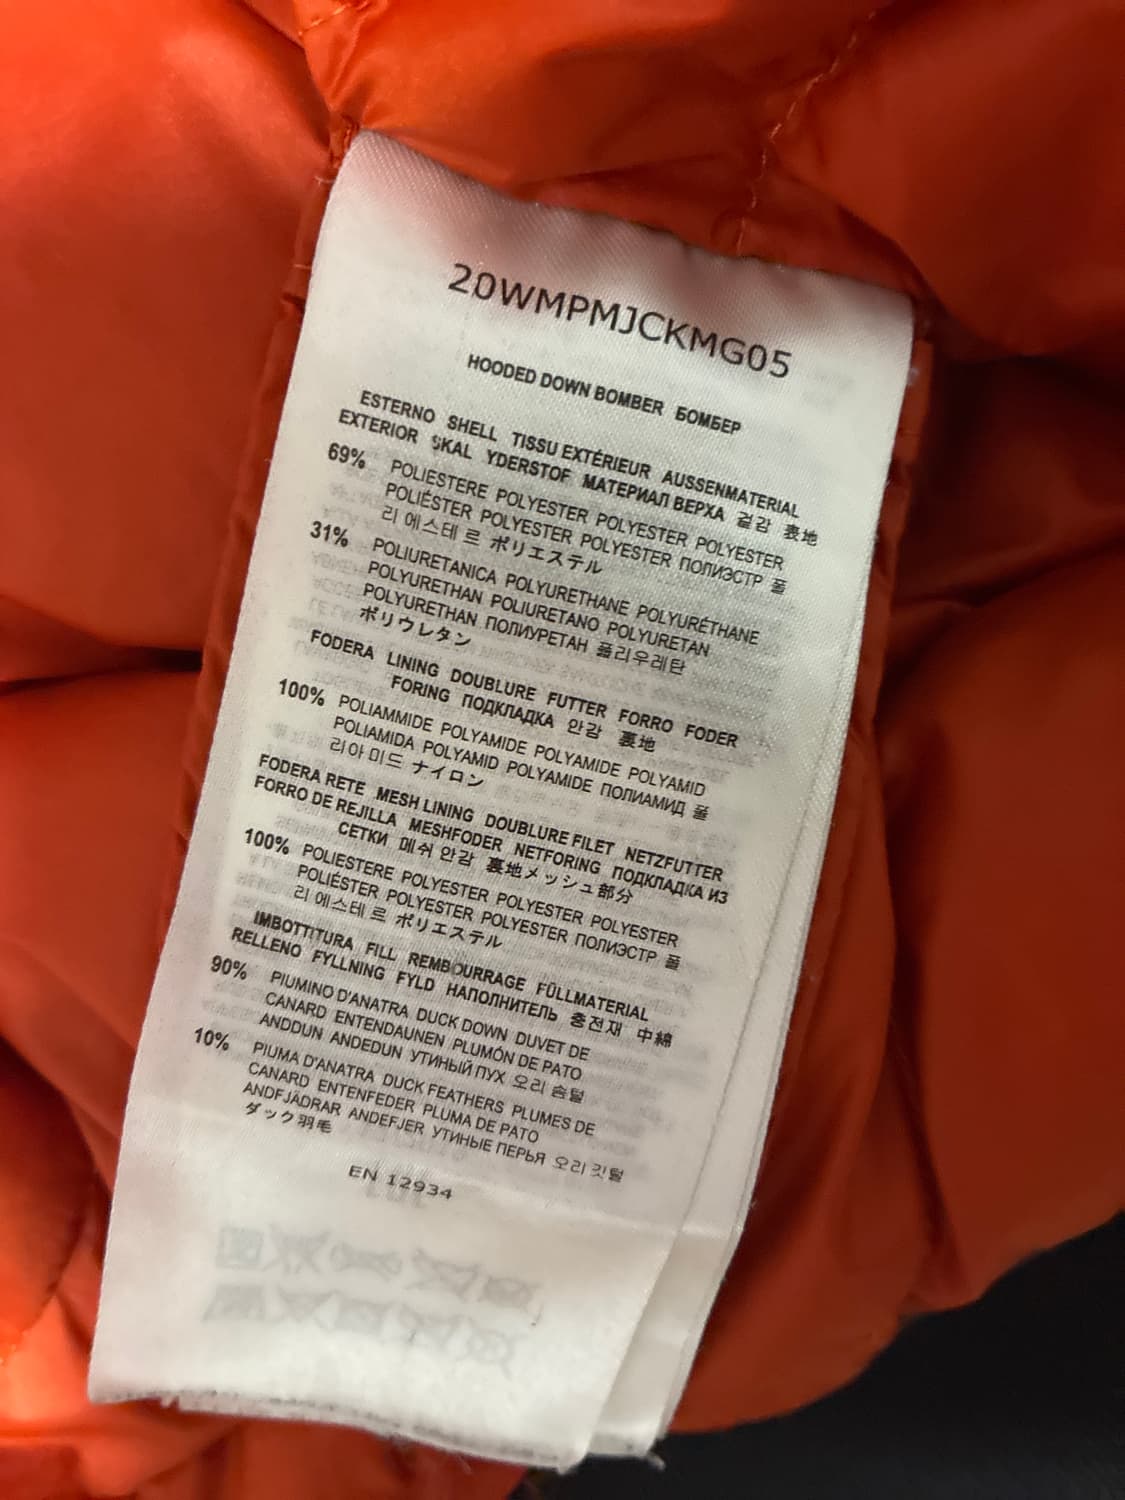 20WMPMJCKMG05
HOODED DOWN BOMBER БОМБЕР
ESTERNO SHELL TISSU EXTÉRIEUR AUSSENMATERIAL
EXTERIOR SKAL YDERSTOF МАТЕРИАЛ ВЕРХА 겉감 表地
69% POLIESTERE POLYESTER POLYESTER POLYESTER
POLIÉSTER POLYESTER POLYESTER ПОЛИЭСТР 폴
리 에스테 르 ポリエステル
31% POLIURETANICA POLYURETHANE POLYURÉTHANE
POLYURETHAN POLIURETANO POLYURETAN
POLYURETHAN ПОЛИУРЕТАН 폴리우레탄
ポリウレタン
FODERA LINING DOUBLURE FUTTER FORRO FODER
FORING ПОДКЛАДКА 안감 裏地
100% POLIAMMIDE POLYAMIDE POLYAMIDE POLYAMID
POLIAMIDA POLYAMID POLYAMIDE ПОЛИАМИД 폴
리아 미드 ナイロン
FODERA RETE MESH LINING DOUBLURE FILET NETZFUTTER
FORRO DE REJILLA MESHFODER NETFORING ПОДКЛАДКА ИЗ
СЕТКИ 메쉬 안감 裏地メッシュ部分
100% POLIESTERE POLYESTER POLYESTER POLYESTER
POLIÉSTER POLYESTER POLYESTER ПОЛИЭСТР 폴
리 에스테 르 ポリエステル
IMBOTTITURA FILL REMBOURRAGE FÜLLMATERIAL
RELLENO FYLLNING FYLD НАПОЛНИТЕЛЬ 충전재 中綿
90% PIUMINO D'ANATRA DUCK DOWN DUVET DE
CANARD ENTENDAUNEN PLUMÓN DE PATO
ANDDUN ANDEDUN УТИНЫЙ ПУХ 오리 솜털
10% PIUMA D'ANATRA DUCK FEATHERS PLUMES DE
CANARD ENTENFEDER PLUMA DE PATO
ANDFJÄDRAR ANDEFJER УТИНЫЕ ПЕРЬЯ 오리 깃털
ダック羽毛
EN 12934